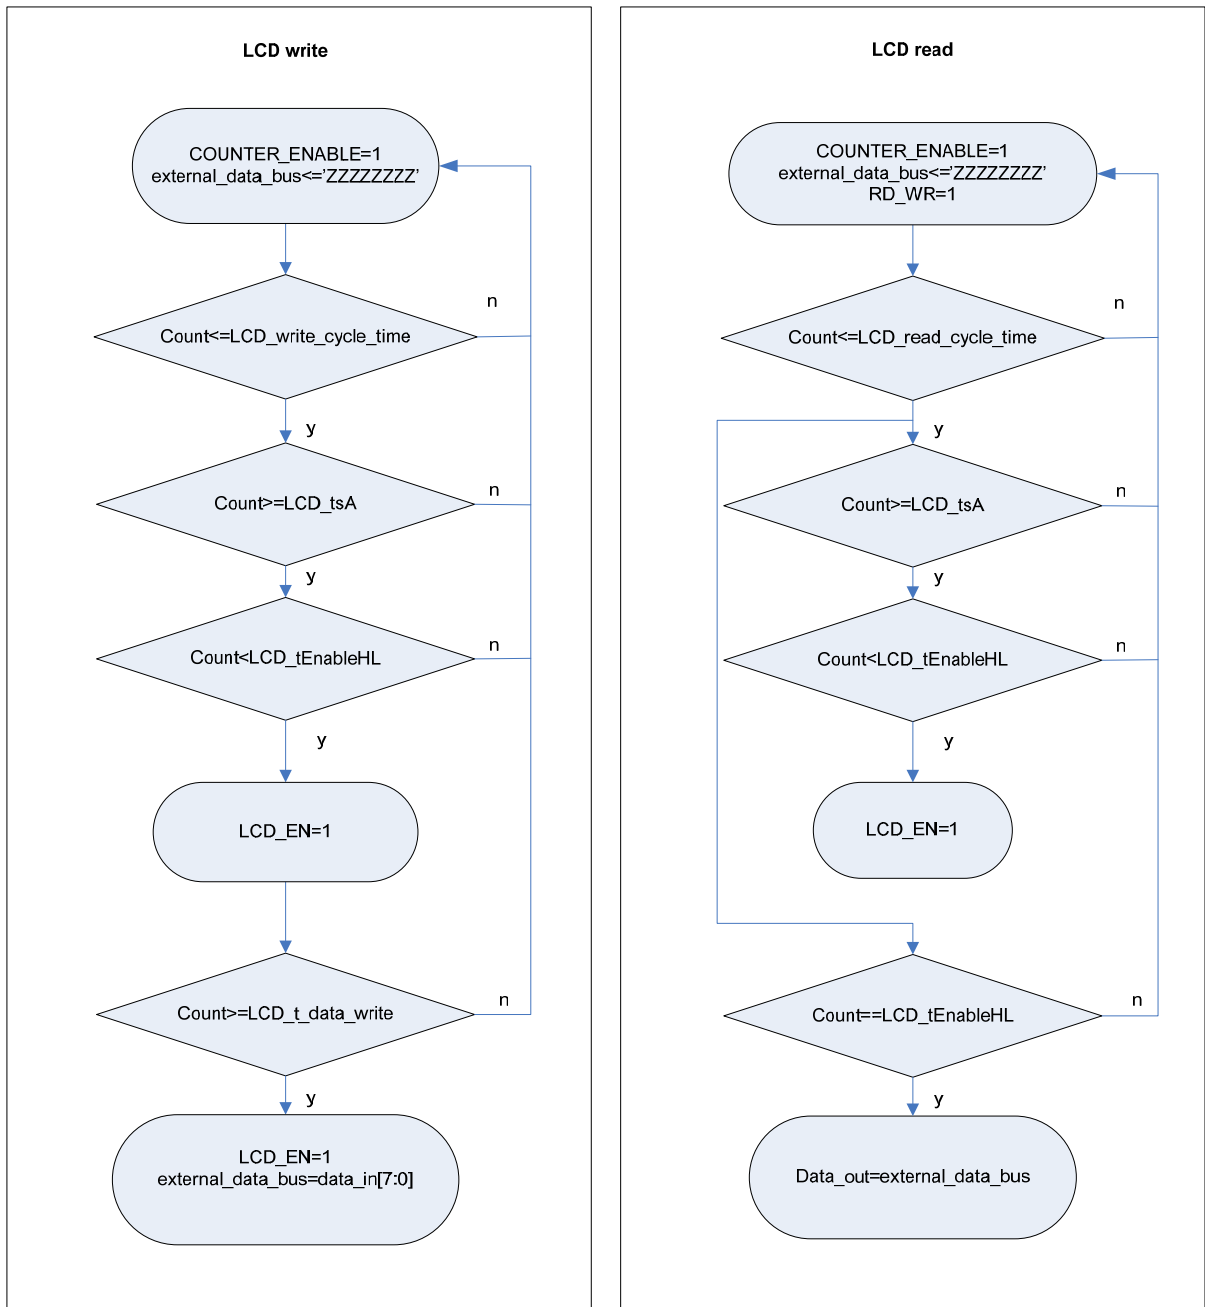 LCD write
COUNTER_ENABLE=1
external_data_bus<='ZZZZZZZZ'
n
Count<=LCD_write_cycle_time
y
n
Count>=LCD_tsA
y
n
Count<LCD_tEnableHL
y
LCD_EN=1
n
Count>=LCD_t_data_write
y
LCD_EN=1
external_data_bus=data_in[7:0]
LCD read
COUNTER_ENABLE=1
external_data_bus<='ZZZZZZZZ'
RD_WR=1
n
Count<=LCD_read_cycle_time
y
n
Count>=LCD_tsA
y
n
Count<LCD_tEnableHL
y
LCD_EN=1
n
Count==LCD_tEnableHL
y
Data_out=external_data_bus